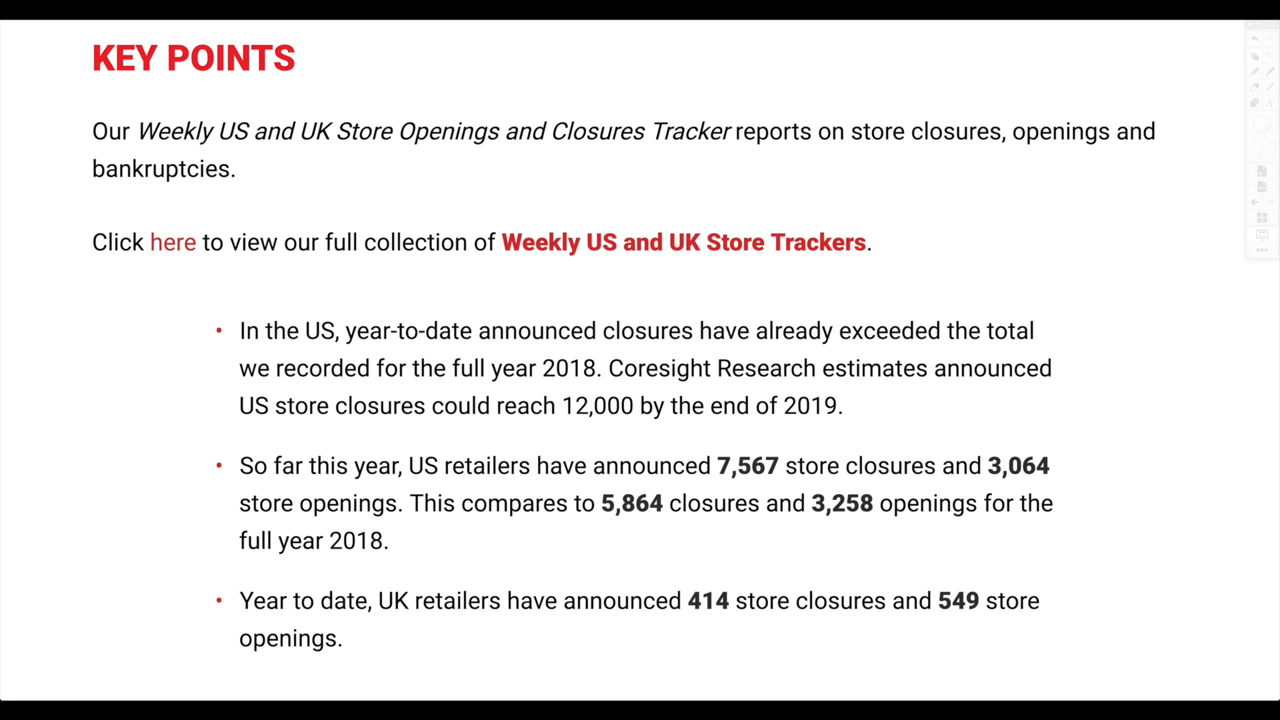 KEY POINTS
Our Weekly US and UK Store Openings and Closures Tracker reports on store closures, openings and
bankruptcies.
Click here to view our full collection of Weekly US and UK Store Trackers.
• In the US, year-to-date announced closures have already exceeded the total
we recorded for the full year 2018. Coresight Research estimates announced
US store closures could reach 12,000 by the end of 2019.
• So far this year, US retailers have announced 7,567 store closures and 3,064
store openings. This compares to 5,864 closures and 3,258 openings for the
full year 2018.
• Year to date, UK retailers have announced 414 store closures and 549 store
openings.